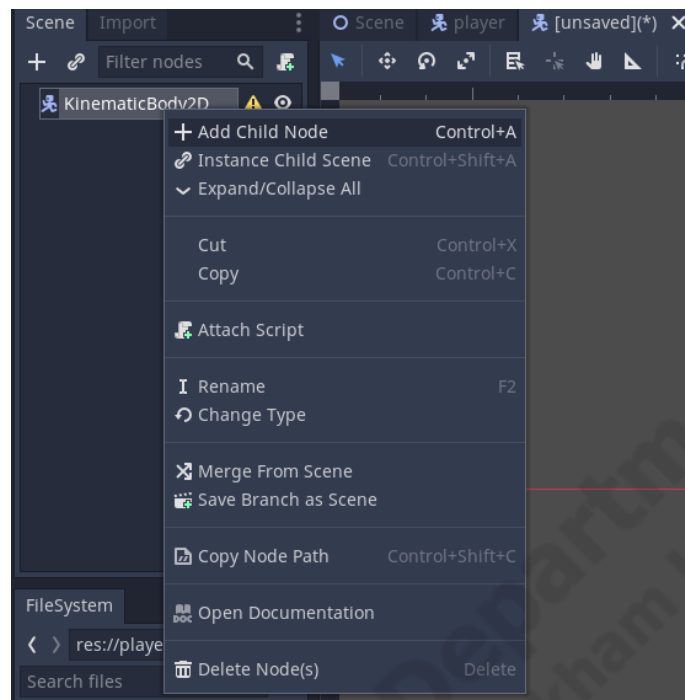 Scene Import
Scene player [unsaved](*)
Filter nodes
KinematicBody2D
Add Child Node Control+A
Instance Child Scene Control+Shift+A
Expand/Collapse All
Cut Control+X
Copy Control+C
Attach Script
Rename F2
Change Type
Merge From Scene
Save Branch as Scene
Copy Node Path Control+Shift+C
DOC Open Documentation
Delete Node(s) Delete
FileSystem
res://playe
Search files
Departm